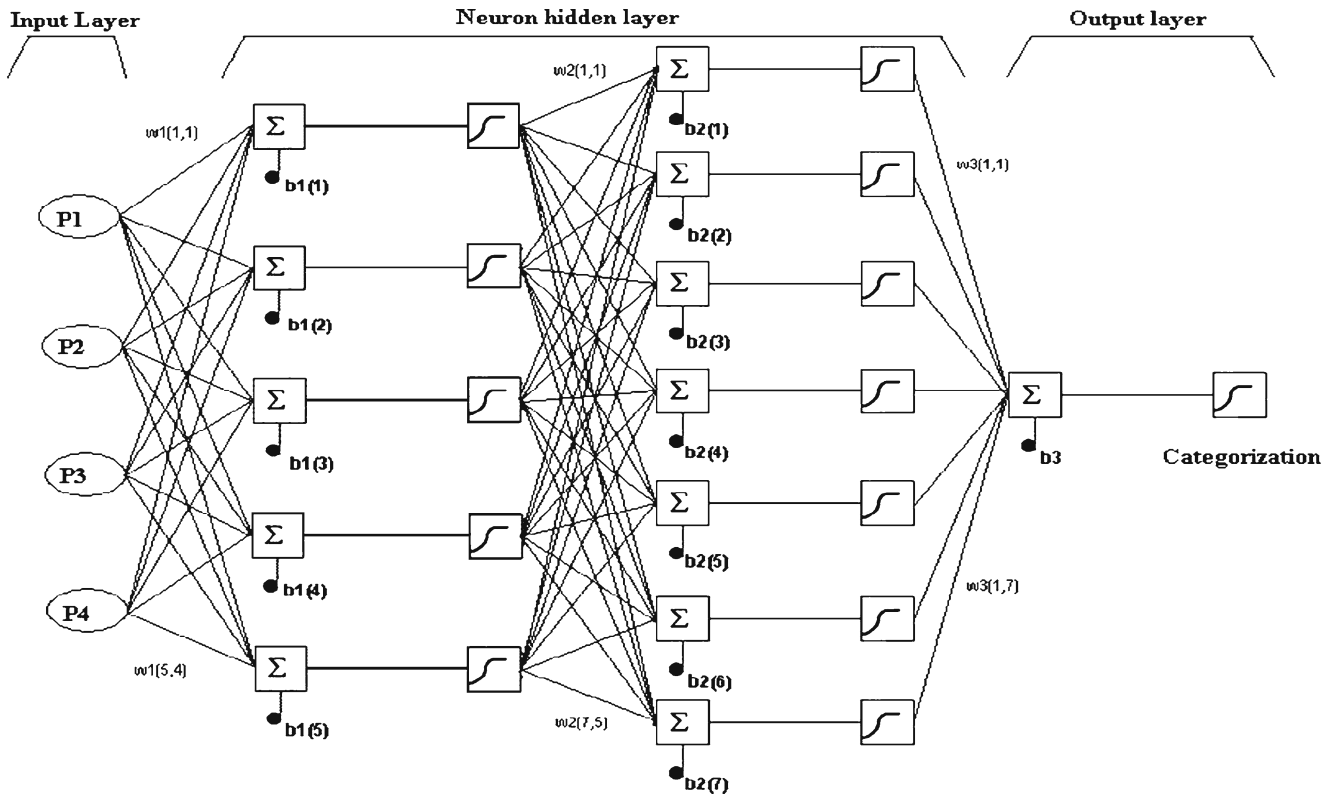 Input Layer
Neuron hidden layer
Output layer
w1(1,1)
w2(1,1)
w3(1,1)
P1
P2
P3
P4
Σ
b1(1)
Σ
b1(2)
Σ
b1(3)
Σ
b1(4)
Σ
b1(5)
w1(5,4)
Σ
b2(1)
Σ
b2(2)
Σ
b2(3)
Σ
b2(4)
Σ
b2(5)
Σ
b2(6)
Σ
b2(7)
w2(7,5)
w3(1,7)
Σ
b3
Categorization